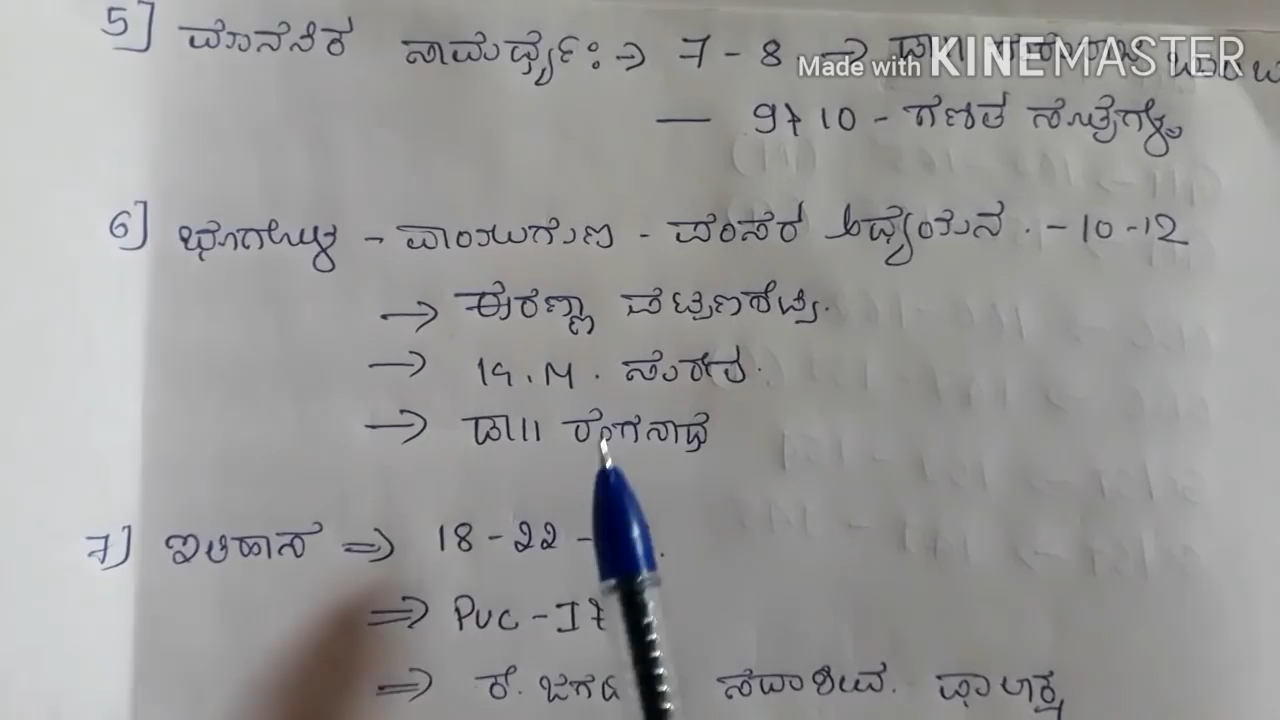 5] ಮಾನಸಿಕ ಸಾಮರ್ಥ್ಯ :→ 7 - 8 ⇒ ಡಾ||
Made with KINEMASTER
— 9 + 10 - ಗಣಿತ ಸೂತ್ರಗಳು
6] ಭೂಗೋಳ - ವಾಯುಗುಣ - ಪರಿಸರ ಅಧ್ಯಯನ. - 10 - 12
→ ಈರಣ್ಣಾ ಪಟ್ಟಣಶೆಟ್ಟಿ.
→ ಸುರೇಶ.
→ ಡಾ|| ರಂಗನಾಥ
7] ಇತಿಹಾಸ ⇒ 18 - 22 -
⇒ PUC - I
⇒ ಕೆ. ಸದಾಶಿವ.